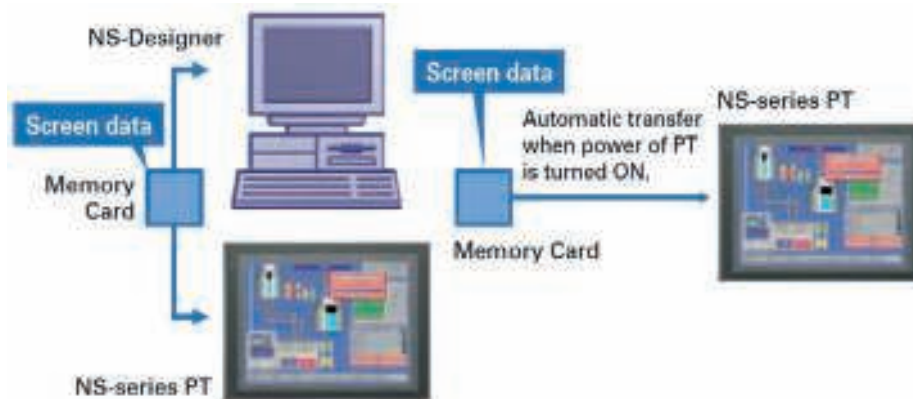 NS-Designer
Screen data
Memory
Card
NS-series PT
Screen data
Automatic transfer
when power of PT
is turned ON,
Memory Card
NS-series PT